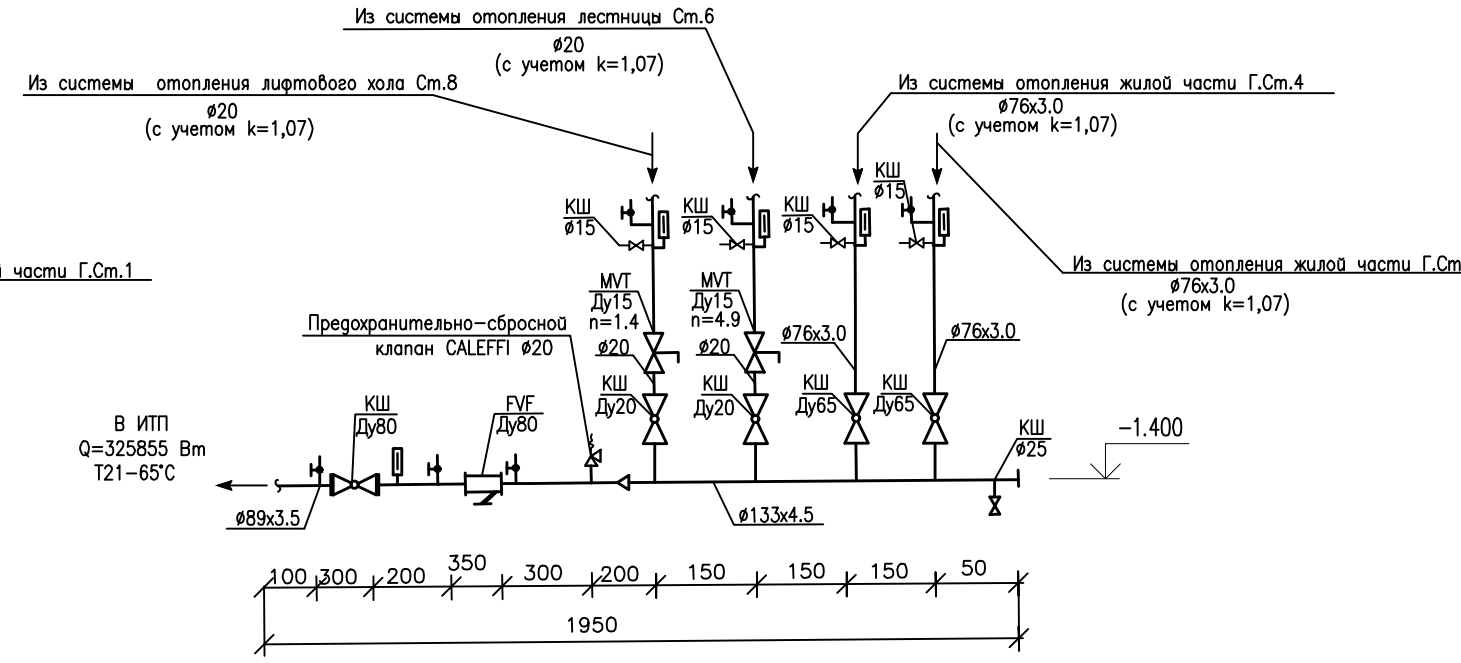 Из системы отопления лестницы Ст.6
ø20
(с учетом k=1,07)
Из системы отопления лифтового хола Ст.8
ø20
(с учетом k=1,07)
Из системы отопления жилой части Г.Ст.4
ø76х3.0
(с учетом k=1,07)
КШ
ø15
КШ
ø15
КШ
ø15
КШ
ø15
части Г.Ст.1
Из системы отопления жилой части Г.Ст
ø76х3.0
(с учетом k=1,07)
MVT
Ду15
n=1.4
MVT
Ду15
n=4.9
Предохранительно-сбросной
клапан CALEFFI ø20
ø20
ø20
ø76х3.0
ø76х3.0
КШ
Ду20
КШ
Ду20
КШ
Ду65
КШ
Ду65
В ИТП
Q=325855 Вт
Т21-65°С
КШ
Ду80
FVF
Ду80
КШ
ø25
-1.400
ø89х3.5
ø133х4.5
100 300 200 350 300 200 150 150 150 50
1950